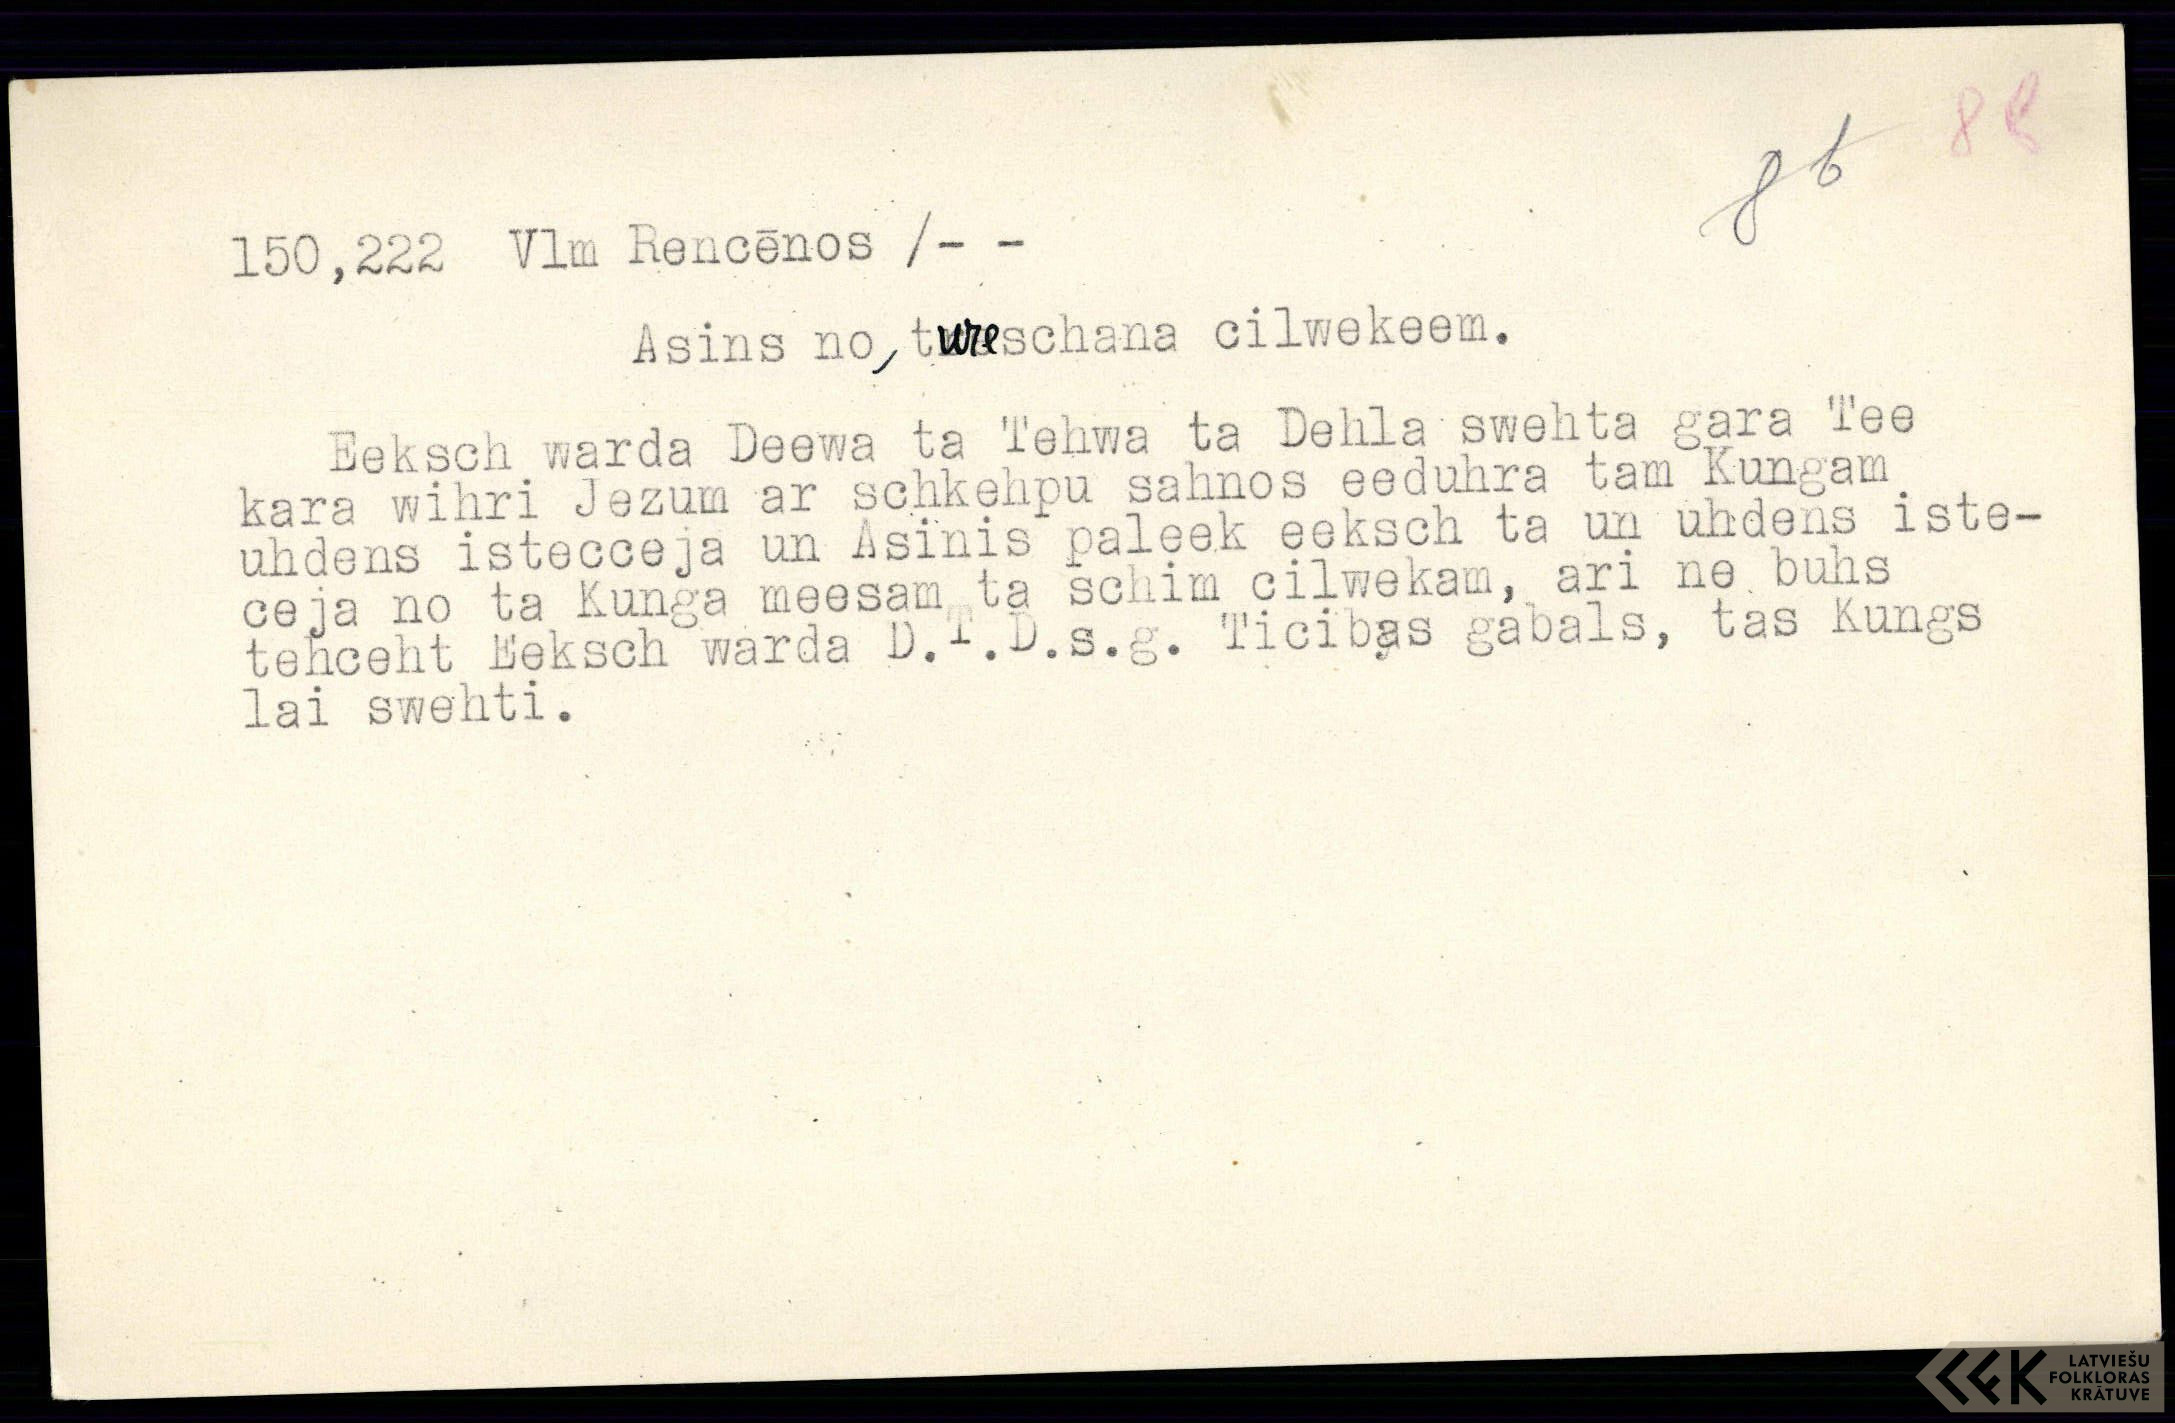 8 b
8 B
150,222 Vlm Rencēnos /- -
Asins no, tureschana cilwekeem.
Eeksch warda Deewa ta Tehwa ta Dehla swehta gara Tee
kara wihri Jezum ar schkehpu sahnos eeduhra tam Kungam
uhdens istecceja un Asinis paleek eeksch ta un uhdens iste-
ceja no ta Kunga meesam ta schim cilwekam, ari ne buhs
tehceht Eeksch warda D.T.D.s.g. Ticibas gabals, tas Kungs
lai swehti.
LATVIEŠU
FOLKLORAS
KRĀTUVE